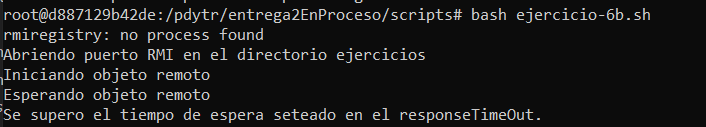 root@d887129b42de:/pdytr/entrega2EnProceso/scripts# bash ejercicio-6b.sh
rmiregistry: no process found
Abriendo puerto RMI en el directorio ejercicios
Iniciando objeto remoto
Esperando objeto remoto
Se supero el tiempo de espera seteado en el responseTimeOut.